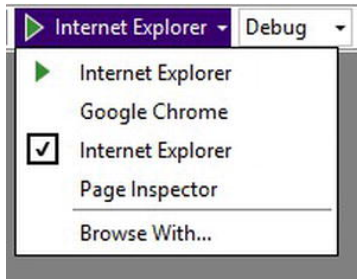 Internet Explorer Debug
Internet Explorer
Google Chrome
Internet Explorer
Page Inspector
Browse With...